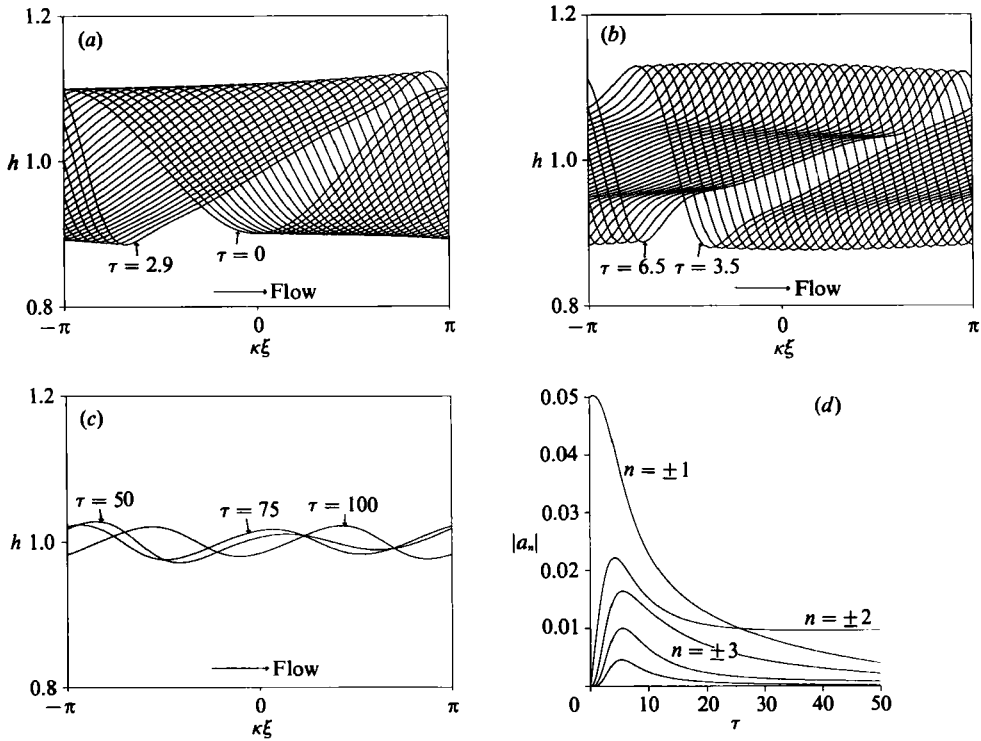 1.2
(a)
h 1.0
τ = 2.9
τ = 0
Flow
0.8
−π
0
π
κξ
1.2
(b)
h 1.0
τ = 6.5
τ = 3.5
Flow
0.8
−π
0
π
κξ
1.2
(c)
τ = 50
τ = 75
τ = 100
h 1.0
Flow
0.8
−π
0
π
κξ
0.05
(d)
0.04
n = ±1
0.03
|aₙ|
0.02
n = ±2
0.01
n = ±3
0 10 20 30 40 50
τ